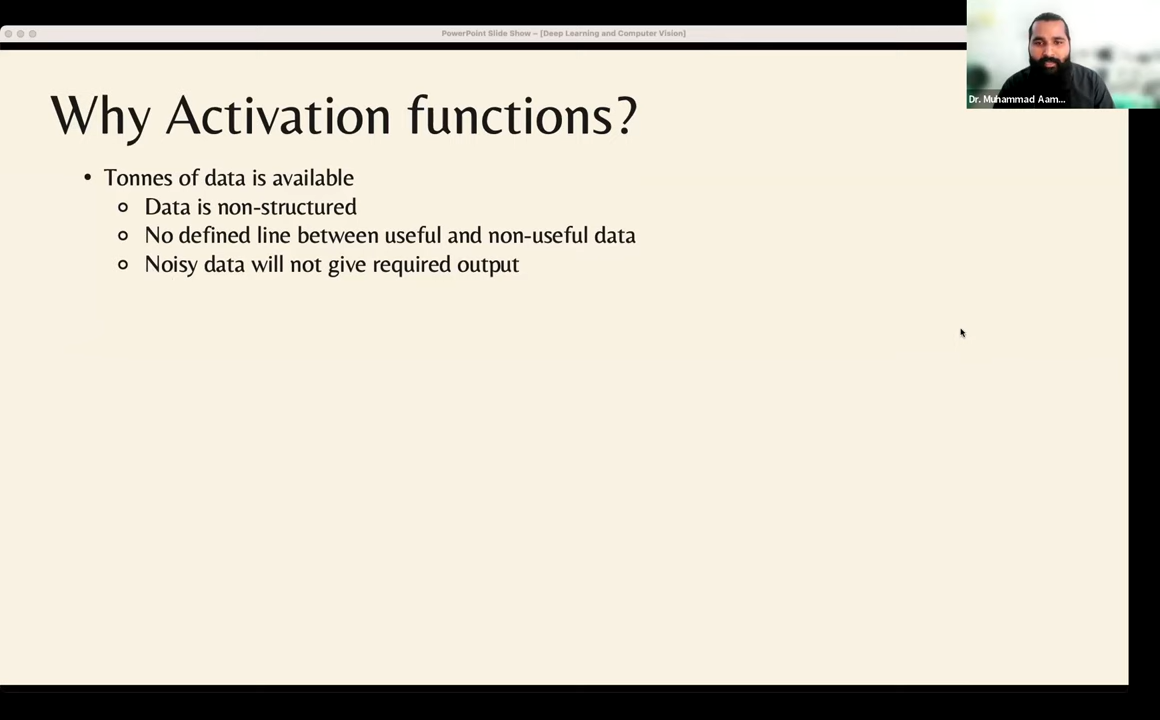 PowerPoint Slide Show – [Deep Learning and Computer Vision]
Dr. Muhammad Aam...
Why Activation functions?
• Tonnes of data is available
○ Data is non-structured
○ No defined line between useful and non-useful data
○ Noisy data will not give required output